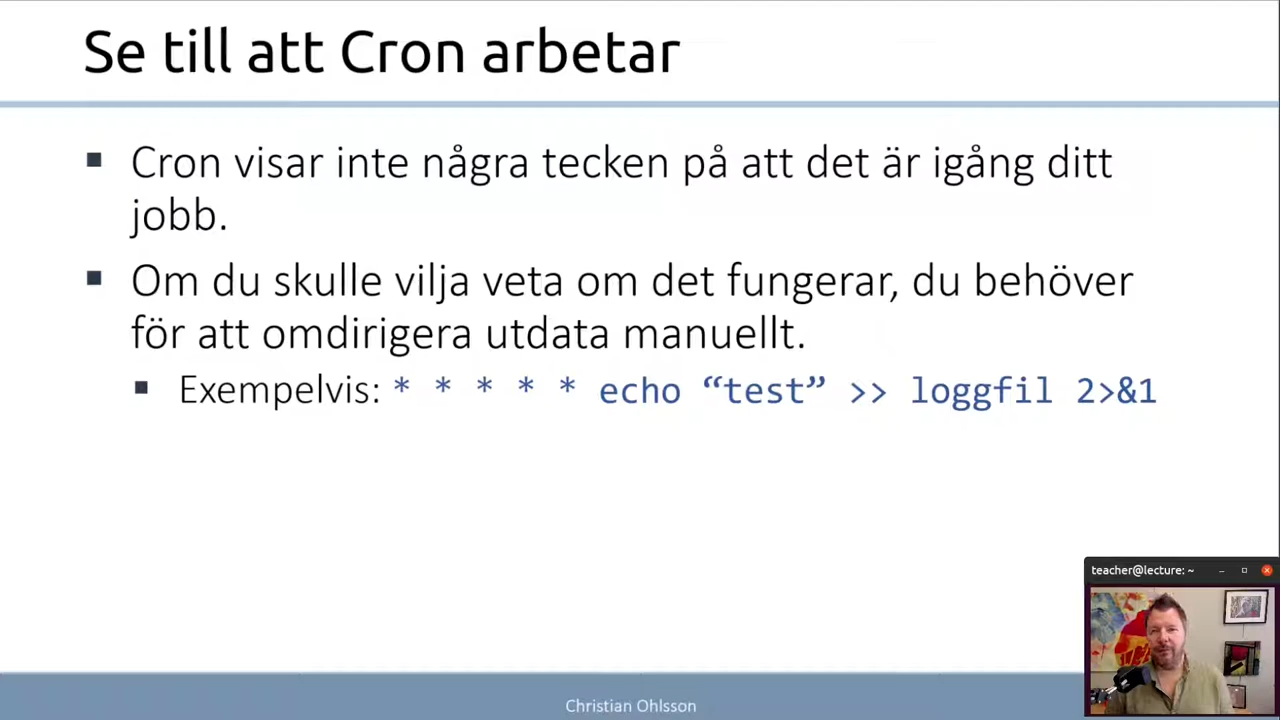 Se till att Cron arbetar
Cron visar inte några tecken på att det är igång ditt
jobb.
Om du skulle vilja veta om det fungerar, du behöver
för att omdirigera utdata manuellt.
Exempelvis: * * * * * echo “test” >> loggfil 2>&1
teacher@lecture: ~
Christian Ohlsson